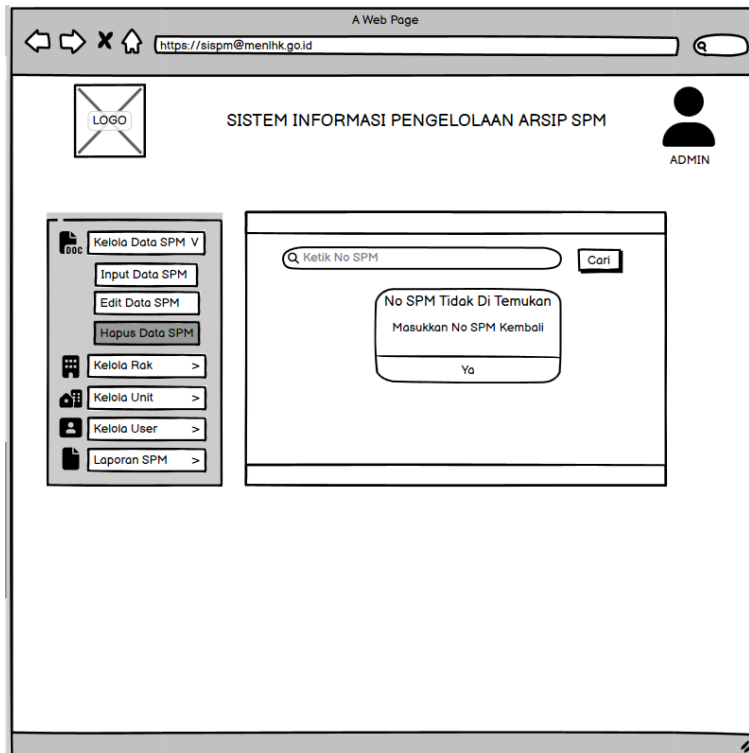 A Web Page
https://sispm@menlhk.go.id
LOGO
SISTEM INFORMASI PENGELOLAAN ARSIP SPM
ADMIN
DOC
Kelola Data SPM V
Input Data SPM
Edit Data SPM
Hapus Data SPM
Kelola Rak >
Kelola Unit >
Kelola User >
Laporan SPM >
Ketik No SPM
Cari
No SPM Tidak Di Temukan
Masukkan No SPM Kembali
Ya